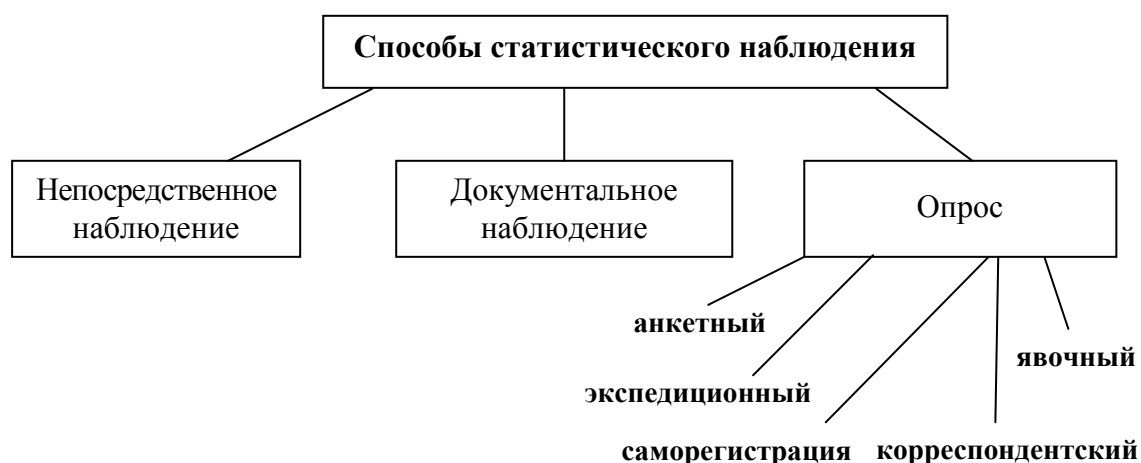 Способы статистического наблюдения
Непосредственное
наблюдение
Документальное
наблюдение
Опрос
анкетный
явочный
экспедиционный
саморегистрация
корреспондентский